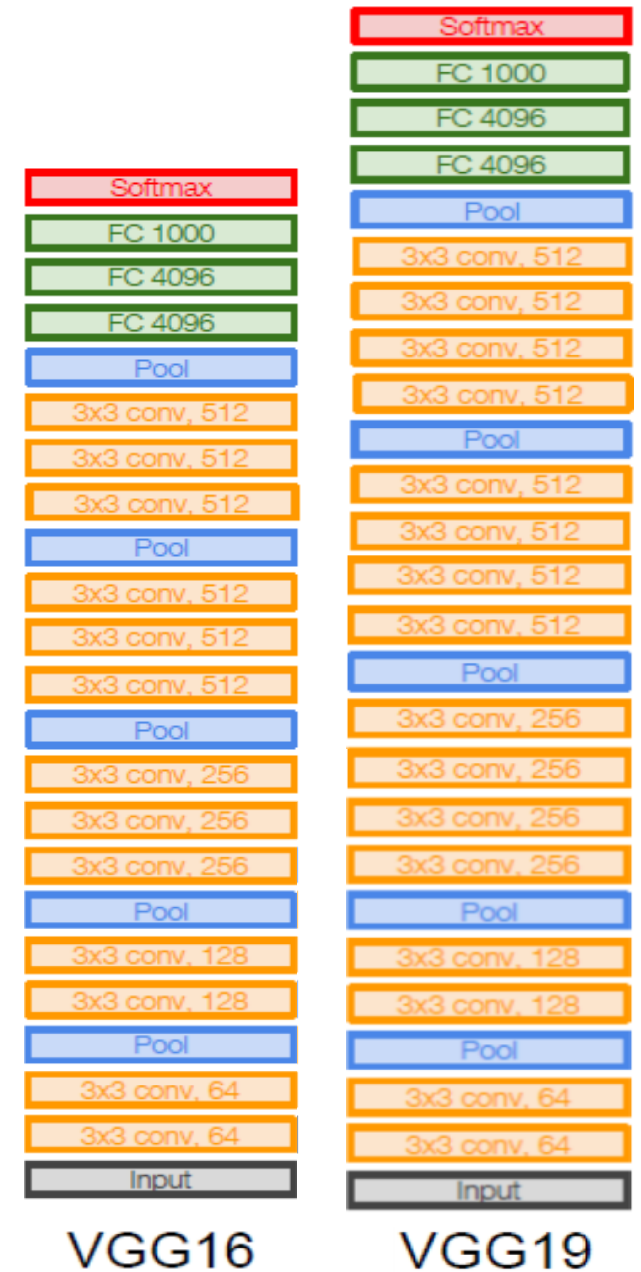 Softmax
FC 1000
FC 4096
FC 4096
Pool
3x3 conv, 512
3x3 conv, 512
3x3 conv, 512
Pool
3x3 conv, 512
3x3 conv, 512
3x3 conv, 512
Pool
3x3 conv, 256
3x3 conv, 256
3x3 conv, 256
Pool
3x3 conv, 128
3x3 conv, 128
Pool
3x3 conv, 64
3x3 conv, 64
Input
VGG16
Softmax
FC 1000
FC 4096
FC 4096
Pool
3x3 conv, 512
3x3 conv, 512
3x3 conv, 512
3x3 conv, 512
Pool
3x3 conv, 512
3x3 conv, 512
3x3 conv, 512
3x3 conv, 512
Pool
3x3 conv, 256
3x3 conv, 256
3x3 conv, 256
3x3 conv, 256
Pool
3x3 conv, 128
3x3 conv, 128
Pool
3x3 conv, 64
3x3 conv, 64
Input
VGG19